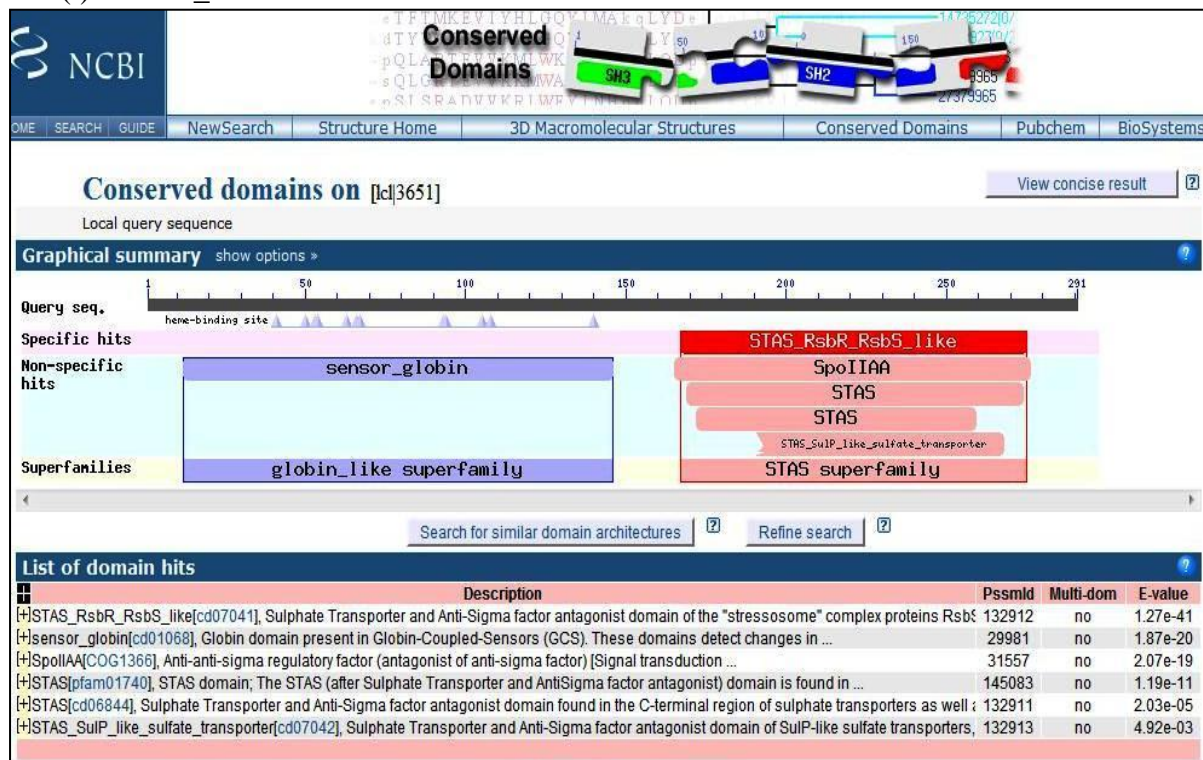 NCBI
Conserved
Domains
SH3
SH2
HOME SEARCH GUIDE NewSearch Structure Home 3D Macromolecular Structures Conserved Domains Pubchem BioSystems
Conserved domains on [lcl|3651]
View concise result ?
Local query sequence
Graphical summary show options » ?
1 50 100 150 200 250 291
Query seq.
heme-binding site
Specific hits
STAS_RsbR_RsbS_like
Non-specific hits
sensor_globin SpoIIAA
STAS
STAS
STAS_SulP_like_sulfate_transporter
Superfamilies globin_like superfamily STAS superfamily
Search for similar domain architectures ? Refine search ?
List of domain hits ?
Description PssmId Multi-dom E-value
[+]STAS_RsbR_RsbS_like[cd07041], Sulphate Transporter and Anti-Sigma factor antagonist domain of the "stressosome" complex proteins RsbS 132912 no 1.27e-41
[+]sensor_globin[cd01068], Globin domain present in Globin-Coupled-Sensors (GCS). These domains detect changes in ... 29981 no 1.87e-20
[+]SpoIIAA[COG1366], Anti-anti-sigma regulatory factor (antagonist of anti-sigma factor) [Signal transduction ... 31557 no 2.07e-19
[+]STAS[pfam01740], STAS domain; The STAS (after Sulphate Transporter and AntiSigma factor antagonist) domain is found in ... 145083 no 1.19e-11
[+]STAS[cd06844], Sulphate Transporter and Anti-Sigma factor antagonist domain found in the C-terminal region of sulphate transporters as well 132911 no 2.03e-05
[+]STAS_SulP_like_sulfate_transporter[cd07042], Sulphate Transporter and Anti-Sigma factor antagonist domain of SulP-like sulfate transporters, 132913 no 4.92e-03